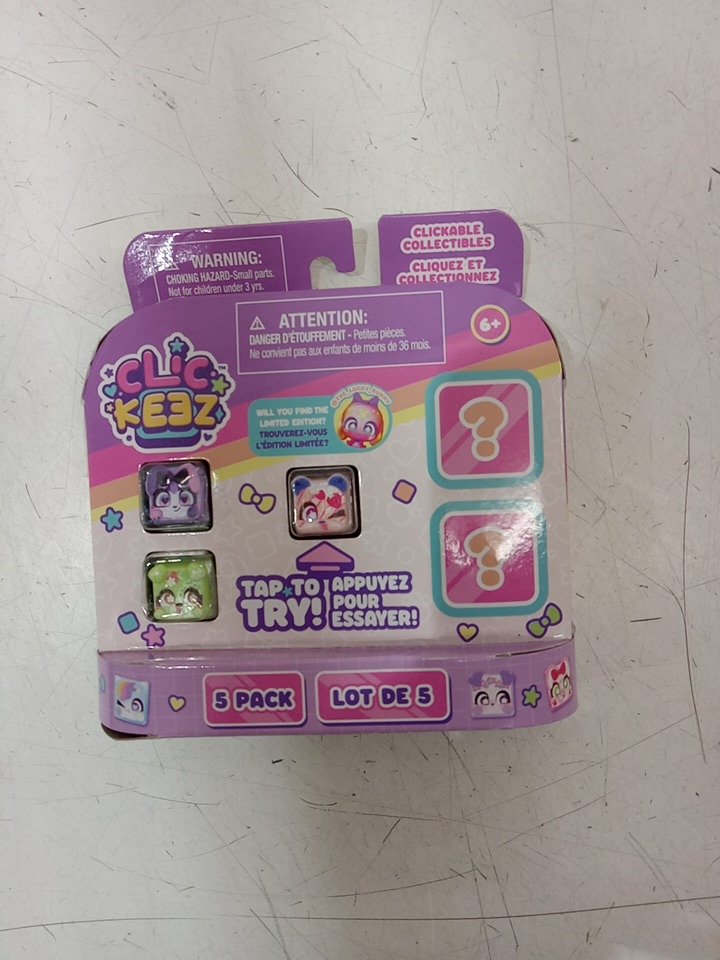 WARNING:
CHOKING HAZARD-Small parts.
Not for children under 3 yrs.
CLICKABLE
COLLECTIBLES
CLIQUEZ ET
COLLECTIONNEZ
ATTENTION:
DANGER D'ÉTOUFFEMENT - Petites pièces.
Ne convient pas aux enfants de moins de 36 mois.
6+
CLIC
KEEZ
TM
WILL YOU FIND THE
LIMITED EDITION?
TROUVEREZ-VOUS
L'ÉDITION LIMITÉE?
?
?
TAP TO
TRY!
APPUYEZ
POUR
ESSAYER!
5 PACK
LOT DE 5